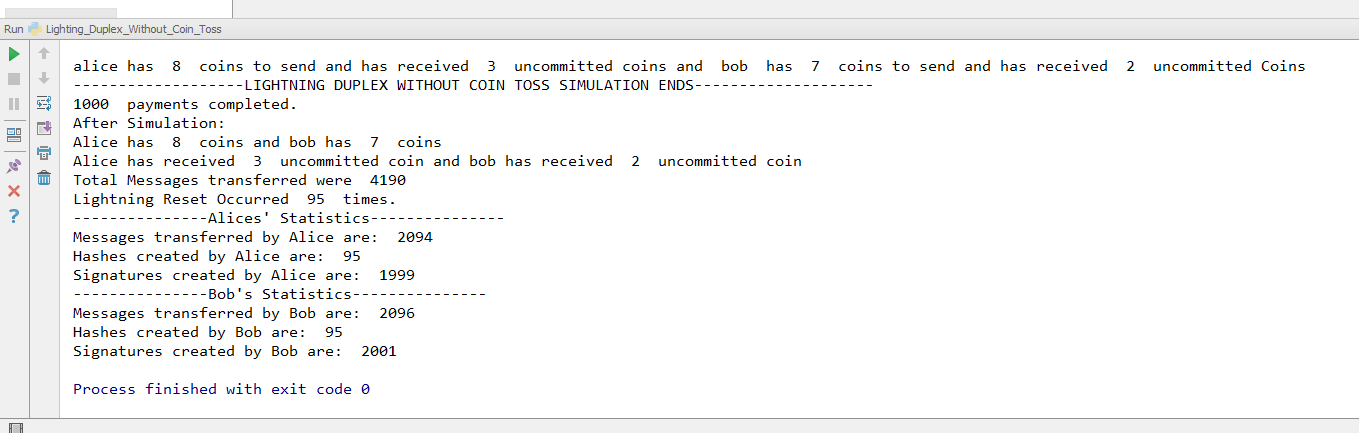 Run Lighting_Duplex_Without_Coin_Toss
alice has  8  coins to send and has received  3  uncommitted coins and  bob  has  7  coins to send and has received  2  uncommitted Coins
-------------------LIGHTNING DUPLEX WITHOUT COIN TOSS SIMULATION ENDS--------------------
1000  payments completed.
After Simulation:
Alice has  8  coins and bob has  7  coins
Alice has received  3  uncommitted coin and bob has received  2  uncommitted coin
Total Messages transferred were  4190
Lightning Reset Occurred  95  times.
---------------Alices' Statistics---------------
Messages transferred by Alice are:  2094
Hashes created by Alice are:  95
Signatures created by Alice are:  1999
---------------Bob's Statistics---------------
Messages transferred by Bob are:  2096
Hashes created by Bob are:  95
Signatures created by Bob are:  2001
Process finished with exit code 0